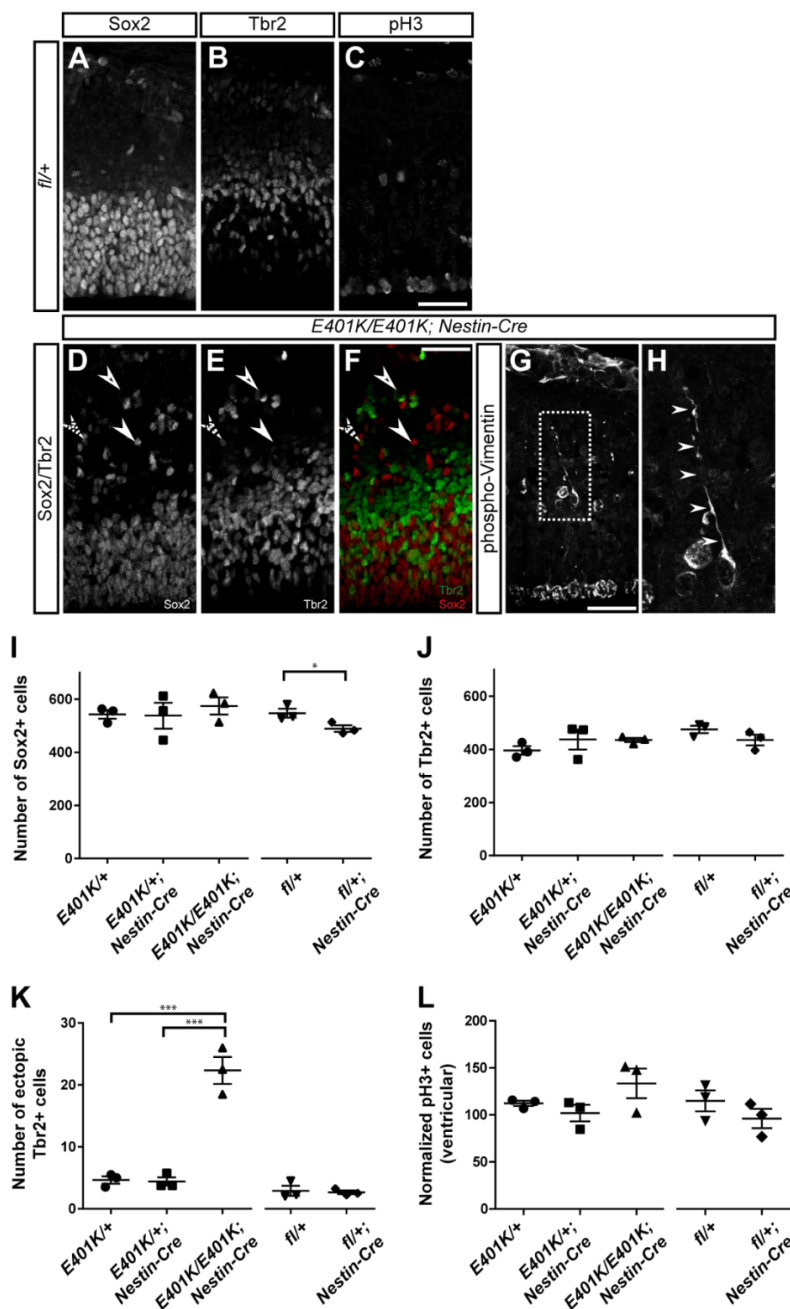 Sox2
Tbr2
pH3
fl/+
A
B
C
E401K/E401K; Nestin-Cre
Sox2/Tbr2
D
E
F
phospho-Vimentin
G
H
Sox2
Tbr2
Tbr2
Sox2
I
Number of Sox2+ cells
600
400
200
0
*
E401K/+
E401K/+;
Nestin-Cre
E401K/E401K;
Nestin-Cre
fl/+
fl/+;
Nestin-Cre
J
Number of Tbr2+ cells
600
400
200
0
E401K/+
E401K/+;
Nestin-Cre
E401K/E401K;
Nestin-Cre
fl/+
fl/+;
Nestin-Cre
K
Number of ectopic
Tbr2+ cells
30
20
10
0
***
***
E401K/+
E401K/+;
Nestin-Cre
E401K/E401K;
Nestin-Cre
fl/+
fl/+;
Nestin-Cre
L
Normalized pH3+ cells
(ventricular)
200
150
100
50
0
E401K/+
E401K/+;
Nestin-Cre
E401K/E401K;
Nestin-Cre
fl/+
fl/+;
Nestin-Cre